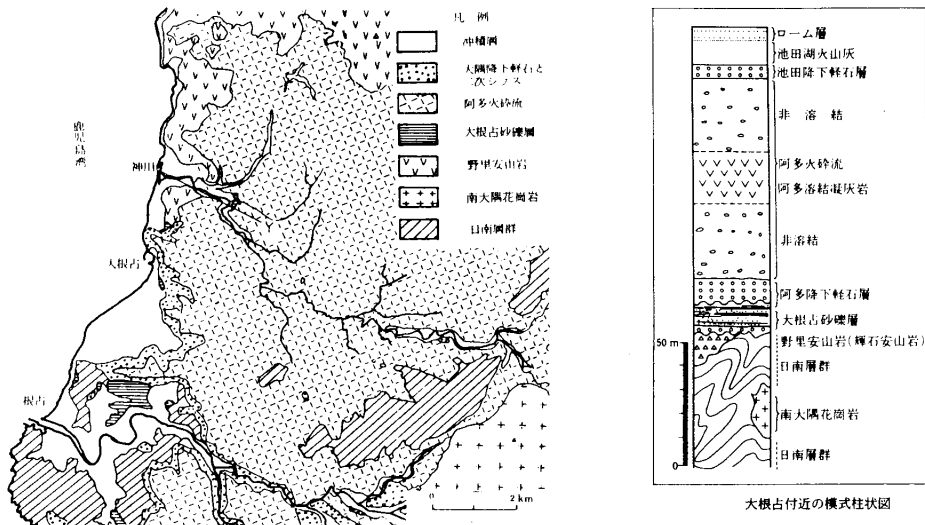 凡例
沖積層
大隅降下軽石と
二次シラス
阿多火砕流
大根占砂礫層
野里安山岩
南大隅花崗岩
日南層群
鹿児島湾
神川
大根占
根占
0 2 km
ローム層
池田湖火山灰
池田降下軽石層
非溶結
阿多火砕流
阿多溶結凝灰岩
非溶結
阿多降下軽石層
大根占砂礫層
野里安山岩(輝石安山岩)
日南層群
南大隅花崗岩
日南層群
50 m
0
大根占付近の模式柱状図